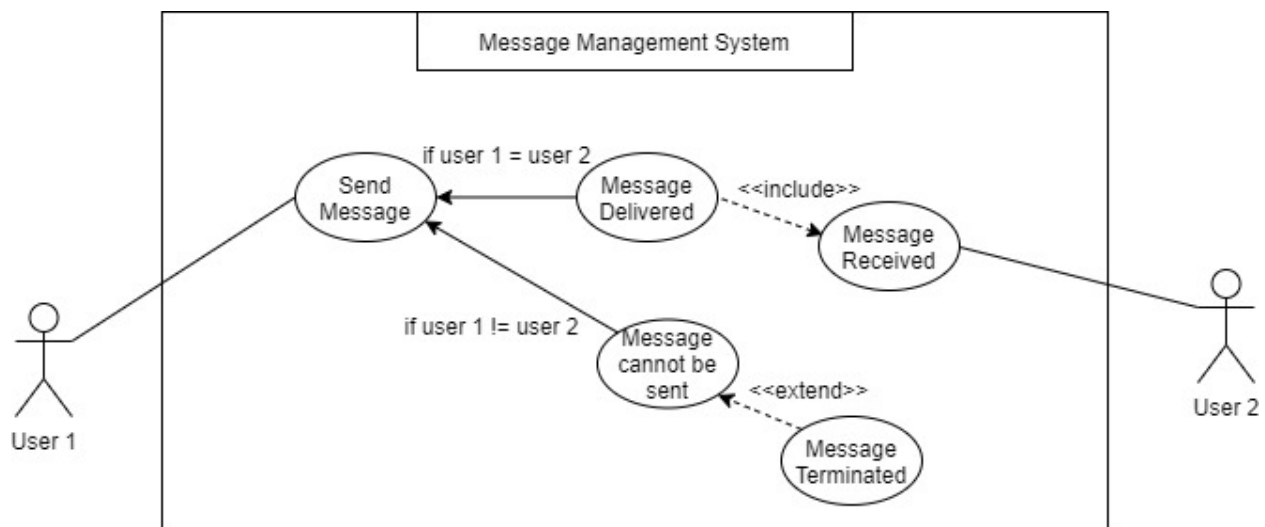 Message Management System
if user 1 = user 2
Send
Message
Message
Delivered
<<include>>
Message
Received
if user 1 != user 2
Message
cannot be
sent
<<extend>>
Message
Terminated
User 1
User 2